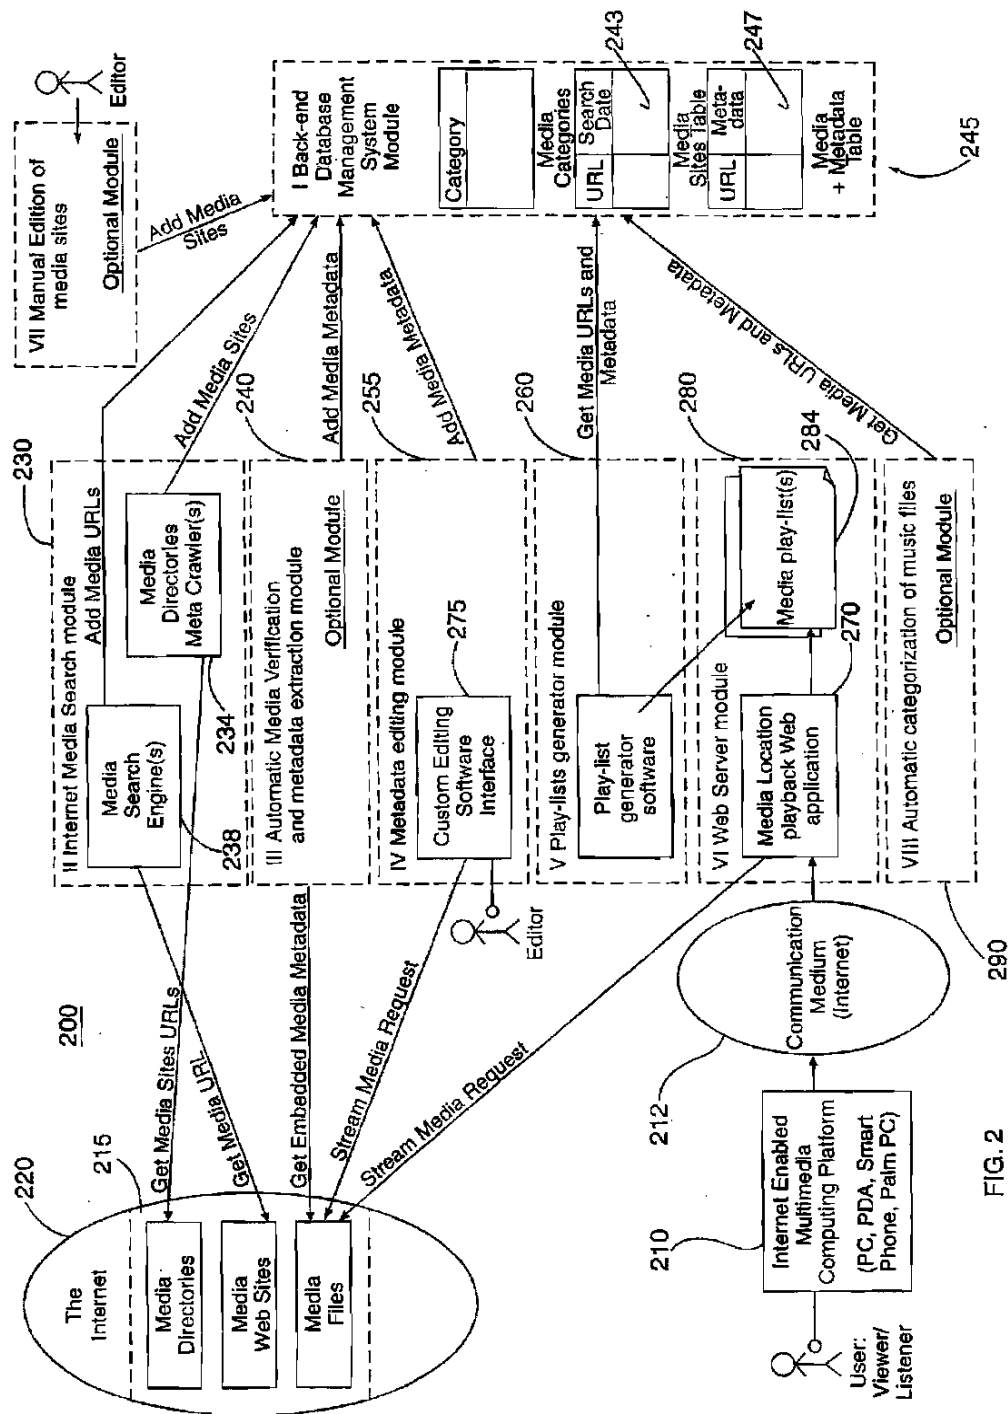 200
220
The
Internet
215
Media
Directories
Media
Web Sites
Media
Files
Get Media Sites URLs
Get Media URL
Get Embedded Media Metadata
Stream Media Request
Stream Media Request
230
II Internet Media Search module
Media
Search
Engine(s)
238
Media
Directories
Meta Crawler(s)
234
Add Media URLs
Add Media Sites
240
III Automatic Media Verification
and metadata extraction module
Optional Module
Add Media Metadata
255
IV Metadata editing module
Custom Editing
Software
Interface
275
Editor
Add Media Metadata
260
V Play-lists generator module
Play-list
generator
software
Get Media URLs and
Metadata
280
VI Web Server module
Media Location
playback Web
application
270
Media play-list(s)
284
VIII Automatic categorization of music files
Optional Module
290
Get Media URLs and Metadata
VII Manual Edition of
media sites
Optional Module
Editor
Add Media
Sites
I Back-end
Database
Management
System
Module
Category
Media
Categories
URL
Search
Date
243
Media
Sites Table
URL
Meta-
data
247
Media
+ Metadata
Table
245
User:
Viewer/
Listener
210
Internet Enabled
Multimedia
Computing Platform
(PC, PDA, Smart
Phone, Palm PC)
212
Communication
Medium
(Internet)
FIG. 2